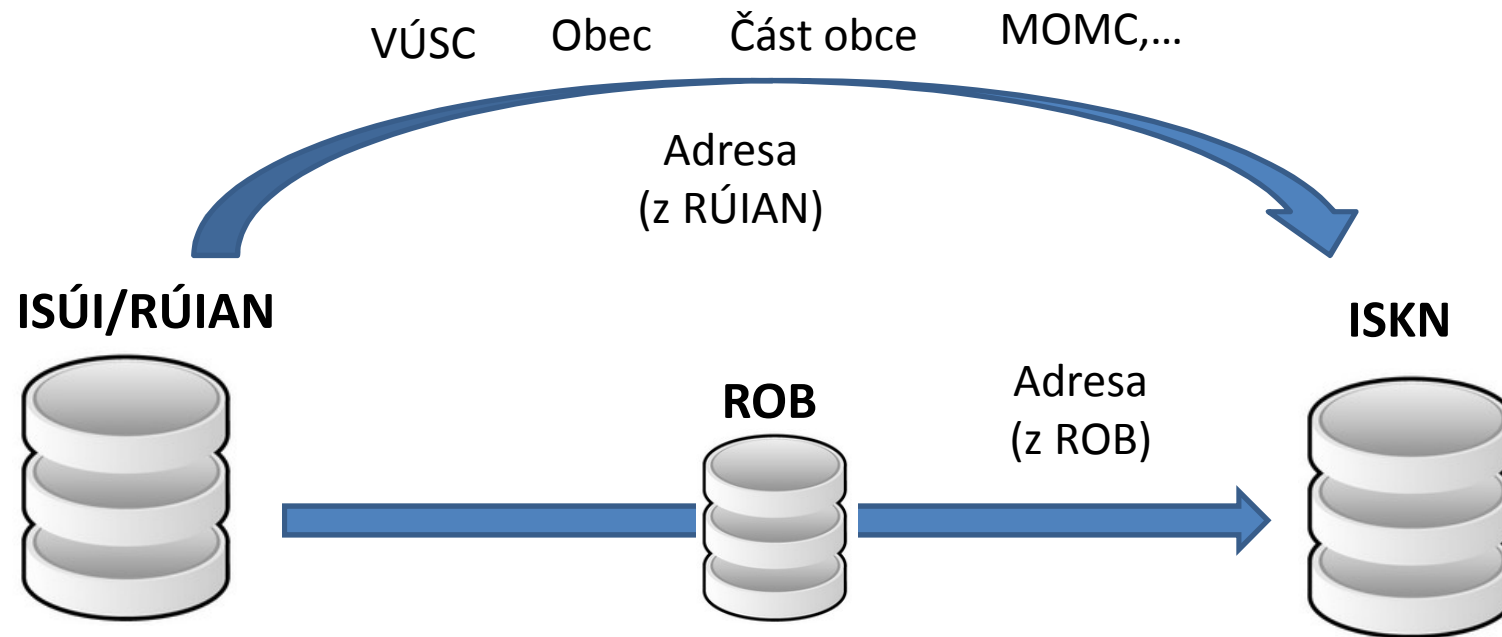 VÚSC Obec Část obce MOMC,...
Adresa
(z RÚIAN)
ISÚI/RÚIAN
ISKN
ROB
Adresa
(z ROB)